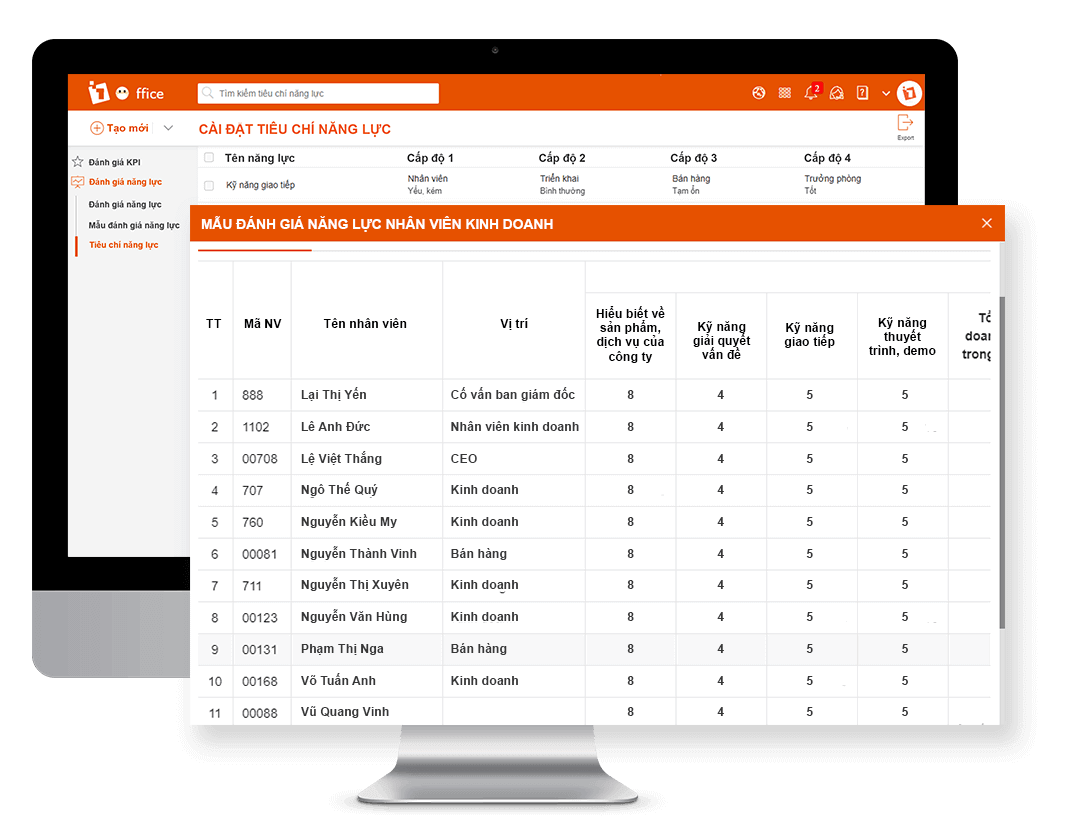 1 Office
Tìm kiếm tiêu chí năng lực
2
Tạo mới
CÀI ĐẶT TIÊU CHÍ NĂNG LỰC
Export
Đánh giá KPI
Đánh giá năng lực
Đánh giá năng lực
Mẫu đánh giá năng lực
Tiêu chí năng lực
Tên năng lực Cấp độ 1 Cấp độ 2 Cấp độ 3 Cấp độ 4
Kỹ năng giao tiếp Nhân viên Triển khai Bán hàng Trưởng phòng
Yếu, kém Bình thường Tạm ổn Tốt
MẪU ĐÁNH GIÁ NĂNG LỰC NHÂN VIÊN KINH DOANH
TT Mã NV Tên nhân viên Vị trí
Hiểu biết về
sản phẩm,
dịch vụ của
công ty
Kỹ năng
giải quyết
vấn đề
Kỹ năng
giao tiếp
Kỹ năng
thuyết
trình, demo
trong
1 888 Lại Thị Yến Cố vấn ban giám đốc 8 4 5 5
2 1102 Lê Anh Đức Nhân viên kinh doanh 8 4 5 5
3 00708 Lệ Việt Thắng CEO 8 4 5 5
4 707 Ngô Thế Quý Kinh doanh 8 4 5 5
5 760 Nguyễn Kiều My Kinh doanh 8 4 5 5
6 00081 Nguyễn Thành Vinh Bán hàng 8 4 5 5
7 711 Nguyễn Thị Xuyên Kinh doanh 8 4 5 5
8 00123 Nguyễn Văn Hùng Kinh doanh 8 4 5 5
9 00131 Phạm Thị Nga Bán hàng 8 4 5 5
10 00168 Võ Tuấn Anh Kinh doanh 8 4 5 5
11 00088 Vũ Quang Vinh 8 4 5 5